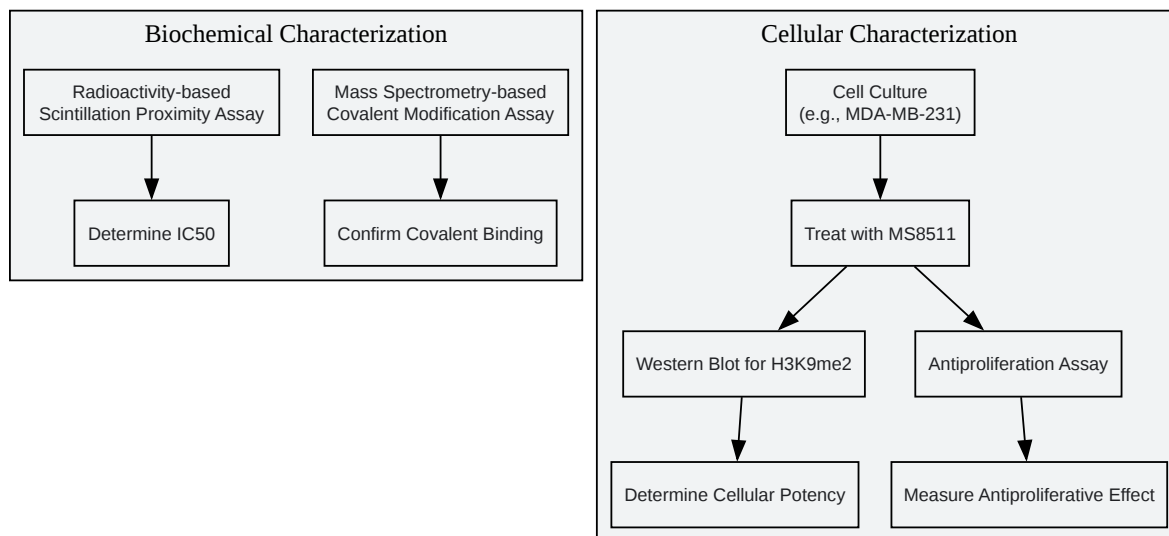 Biochemical Characterization
Radioactivity-based
Scintillation Proximity Assay
Mass Spectrometry-based
Covalent Modification Assay
Determine IC50
Confirm Covalent Binding
Cellular Characterization
Cell Culture
(e.g., MDA-MB-231)
Treat with MS8511
Western Blot for H3K9me2
Antiproliferation Assay
Determine Cellular Potency
Measure Antiproliferative Effect